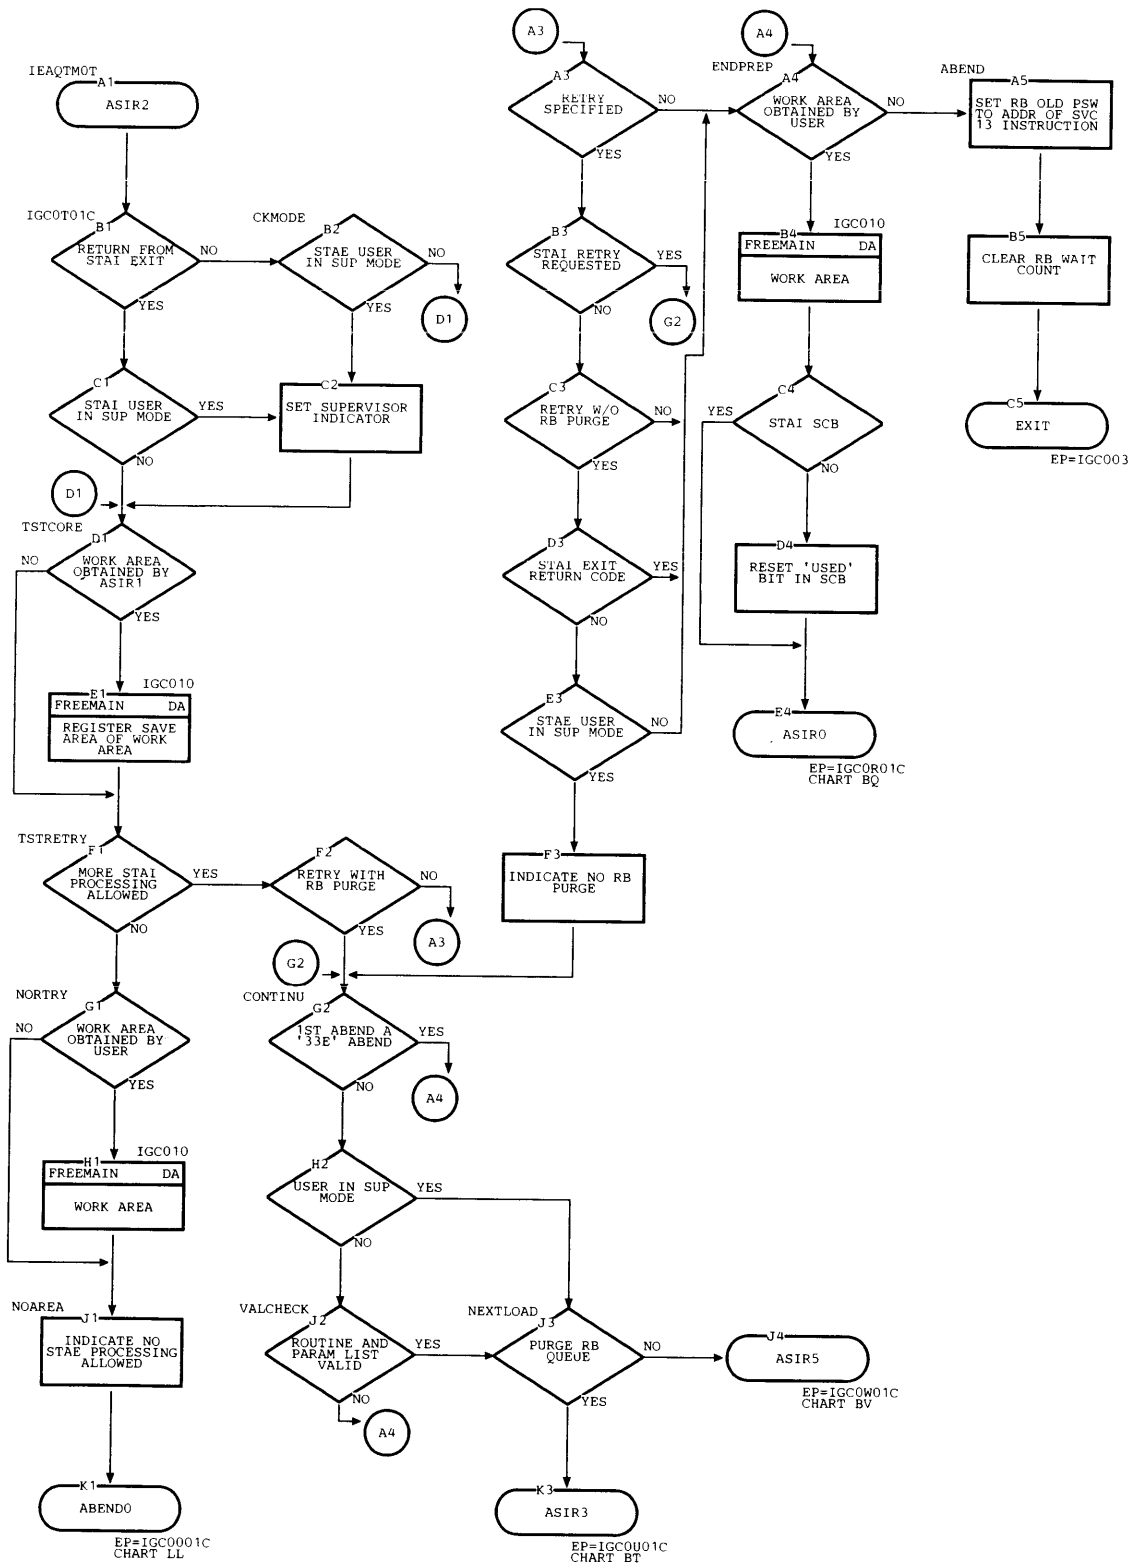 IEAQTMOT
A1
ASIR2
IGC0T01C
B1
RETURN FROM
STAI EXIT
NO
YES
CKMODE
B2
STAE USER
IN SUP MODE
NO
YES
D1
C1
STAI USER
IN SUP MODE
YES
NO
C2
SET SUPERVISOR
INDICATOR
D1
TSTCORE
D1
WORK AREA
OBTAINED BY
ASIR1
NO
YES
E1
IGC010
FREEMAIN DA
REGISTER SAVE
AREA OF WORK
AREA
TSTRETRY
F1
MORE STAI
PROCESSING
ALLOWED
YES
NO
F2
RETRY WITH
RB PURGE
NO
YES
A3
G2
NORTRY
G1
WORK AREA
OBTAINED BY
USER
NO
YES
CONTINU
G2
1ST ABEND A
'33E' ABEND
YES
NO
A4
H1
IGC010
FREEMAIN DA
WORK AREA
H2
USER IN SUP
MODE
YES
NO
NOAREA
J1
INDICATE NO
STAE PROCESSING
ALLOWED
VALCHECK
J2
ROUTINE AND
PARAM LIST
VALID
YES
NO
A4
NEXTLOAD
J3
PURGE RB
QUEUE
NO
YES
J4
ASIR5
EP=IGC0W01C
CHART BV
K1
ABEND0
EP=IGC0001C
CHART LL
K3
ASIR3
EP=IGC0U01C
CHART BT
A3
A3
RETRY
SPECIFIED
NO
YES
B3
STAI RETRY
REQUESTED
YES
NO
G2
C3
RETRY W/O
RB PURGE
NO
YES
D3
STAI EXIT
RETURN CODE
YES
NO
E3
STAE USER
IN SUP MODE
NO
YES
F3
INDICATE NO RB
PURGE
A4
ENDPREP
A4
WORK AREA
OBTAINED BY
USER
NO
YES
B4
IGC010
FREEMAIN DA
WORK AREA
C4
STAI SCB
YES
NO
D4
RESET 'USED'
BIT IN SCB
E4
ASIR0
EP=IGC0R01C
CHART BQ
ABEND
A5
SET RB OLD PSW
TO ADDR OF SVC
13 INSTRUCTION
B5
CLEAR RB WAIT
COUNT
C5
EXIT
EP=IGC003